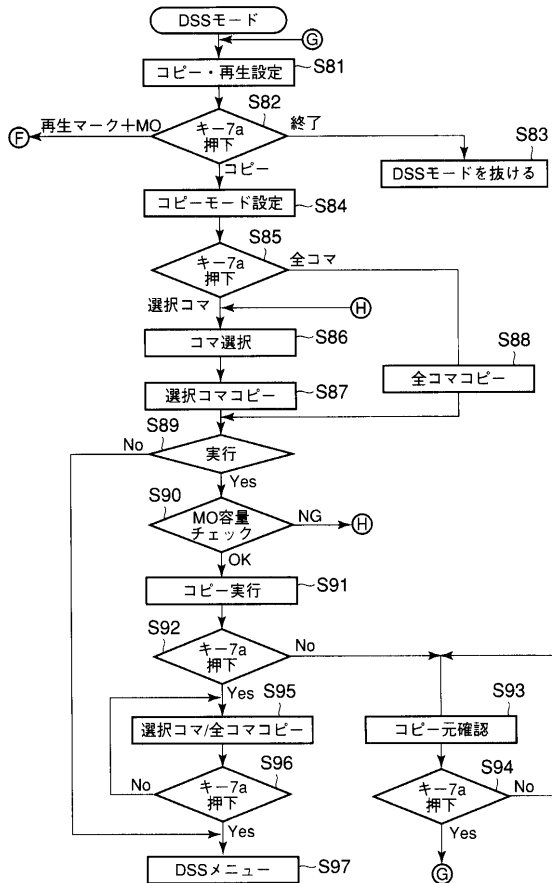 DSSモード
G
コピー・再生設定
S81
S82
再生マーク+MO
F
キー7a
押下
終了
S83
DSSモードを抜ける
コピー
コピーモード設定
S84
S85
キー7a
押下
全コマ
選択コマ
H
コマ選択
S86
S88
全コマコピー
選択コマコピー
S87
S89
No
実行
Yes
S90
MO容量
チェック
NG
H
OK
コピー実行
S91
S92
キー7a
押下
No
Yes
S95
選択コマ/全コマコピー
S93
コピー元確認
S96
No
キー7a
押下
Yes
S94
キー7a
押下
No
Yes
G
DSSメニュー
S97